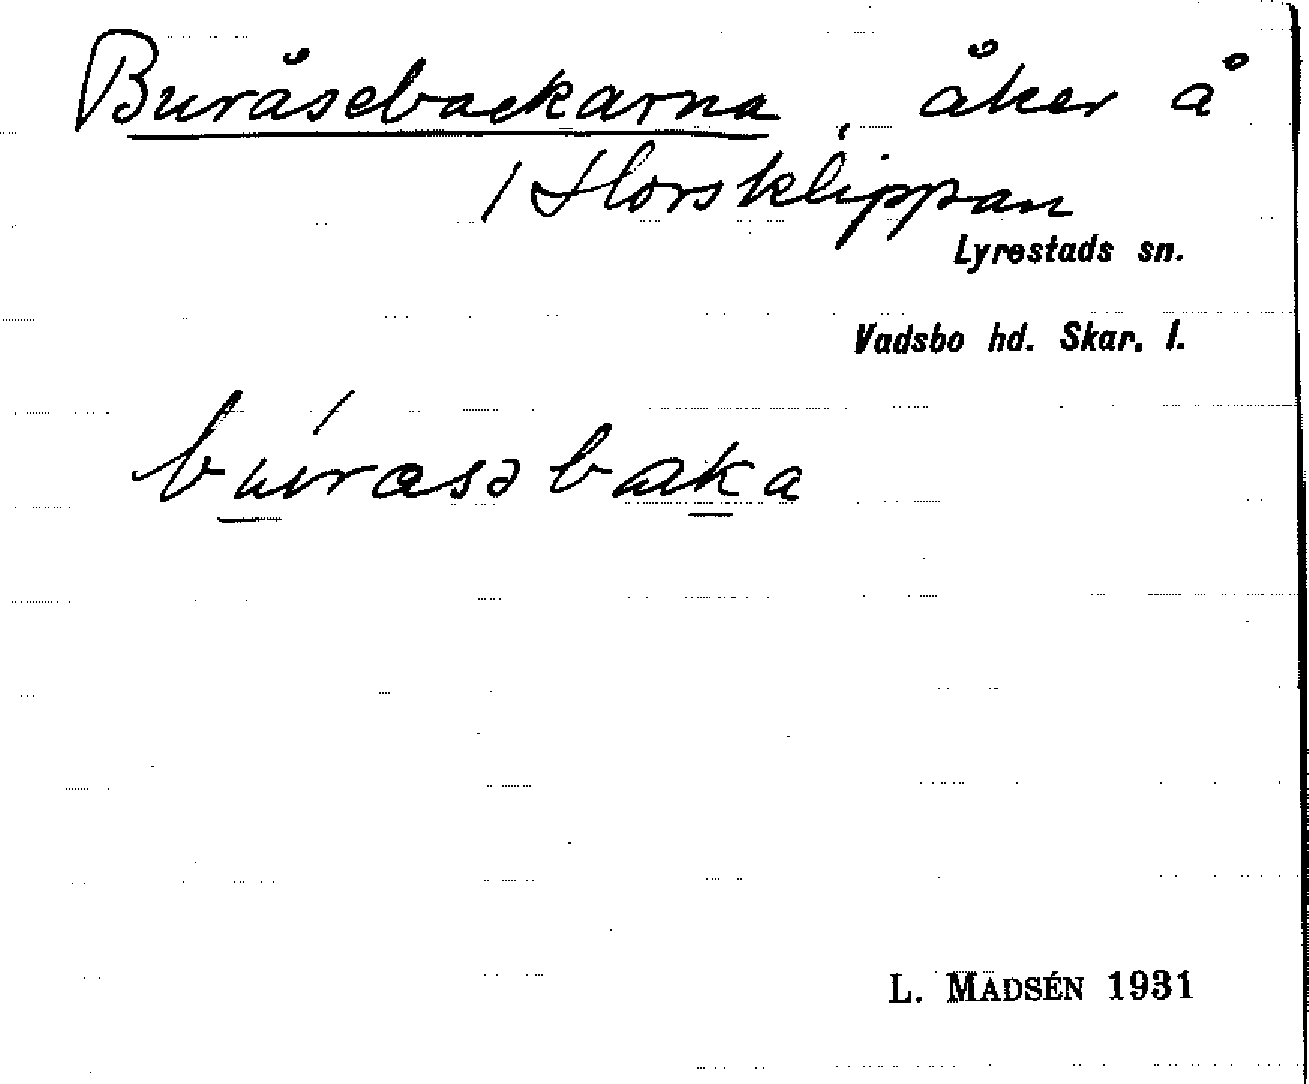 Buråsebackarna, åker å
1 Horsklippan
Lyrestads sn.
Vadsbo hd. Skar. l.
búrasəbaka
L. MADSÉN 1931